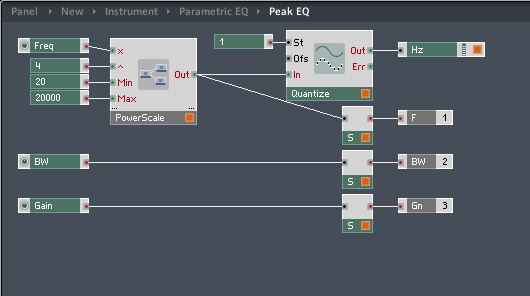 Panel › New › Instrument › Parametric EQ › Peak EQ
Freq
4
20
20000
x
^
Min
Max
Out
...
...
PowerScale
1
St
Ofs
In
Out
Err
Quantize
Hz
S
F 1
BW
S
BW 2
Gain
S
Gn 3